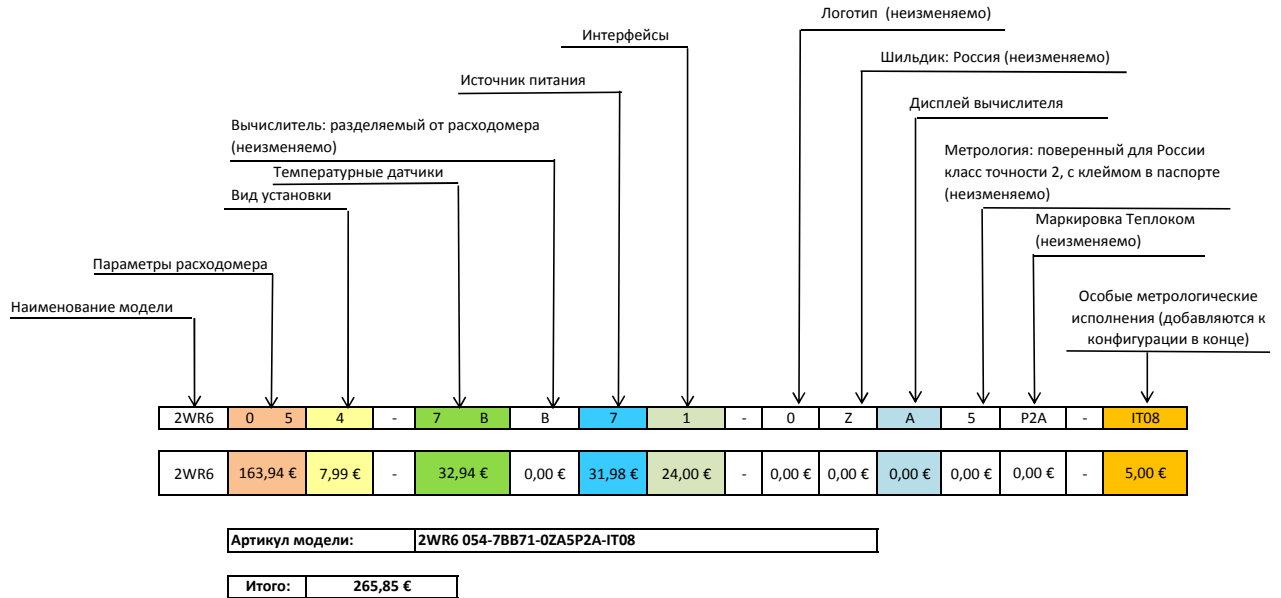 Логотип (неизменяемо)
Интерфейсы
Шильдик: Россия (неизменяемо)
Источник питания
Дисплей вычислителя
Вычислитель: разделяемый от расходомера
(неизменяемо)
Метрология: поверенный для России
класс точности 2, с клеймом в паспорте
(неизменяемо)
Температурные датчики
Вид установки
Маркировка Теплоком
(неизменяемо)
Параметры расходомера
Наименование модели
Особые метрологические
исполнения (добавляются к
конфигурации в конце)
2WR6 0 5 4 - 7 B B 7 1 - 0 Z A 5 P2A - IT08
2WR6 163,94 € 7,99 € - 32,94 € 0,00 € 31,98 € 24,00 € - 0,00 € 0,00 € 0,00 € 0,00 € 0,00 € - 5,00 €
Артикул модели: 2WR6 054-7BB71-0ZA5P2A-IT08
Итого: 265,85 €